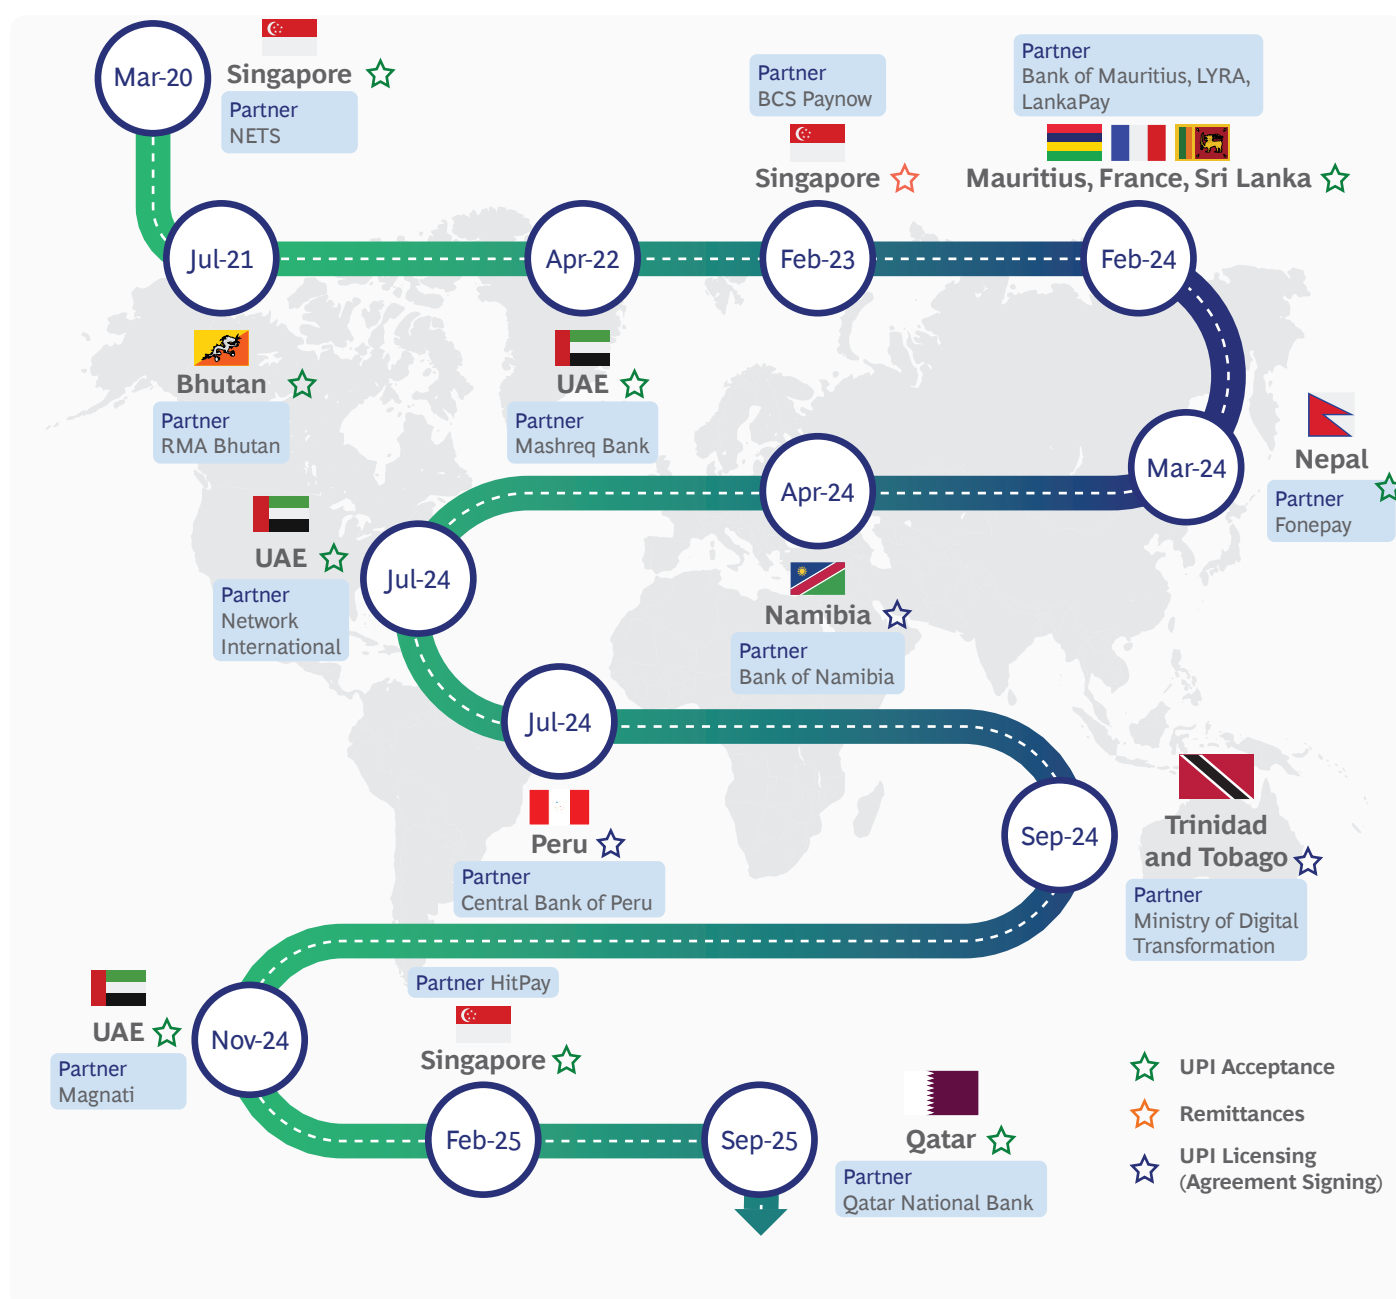 Mar-20
Singapore
Partner
NETS
Jul-21
Bhutan
Partner
RMA Bhutan
Apr-22
UAE
Partner
Mashreq Bank
Partner
BCS Paynow
Singapore
Feb-23
Partner
Bank of Mauritius, LYRA,
LankaPay
Mauritius, France, Sri Lanka
Feb-24
Mar-24
Nepal
Partner
Fonepay
Apr-24
Namibia
Partner
Bank of Namibia
Jul-24
UAE
Partner
Network
International
Jul-24
Peru
Partner
Central Bank of Peru
Sep-24
Trinidad
and Tobago
Partner
Ministry of Digital
Transformation
Nov-24
UAE
Partner
Magnati
Partner HitPay
Singapore
Feb-25
Sep-25
Qatar
Partner
Qatar National Bank
UPI Acceptance
Remittances
UPI Licensing
(Agreement Signing)